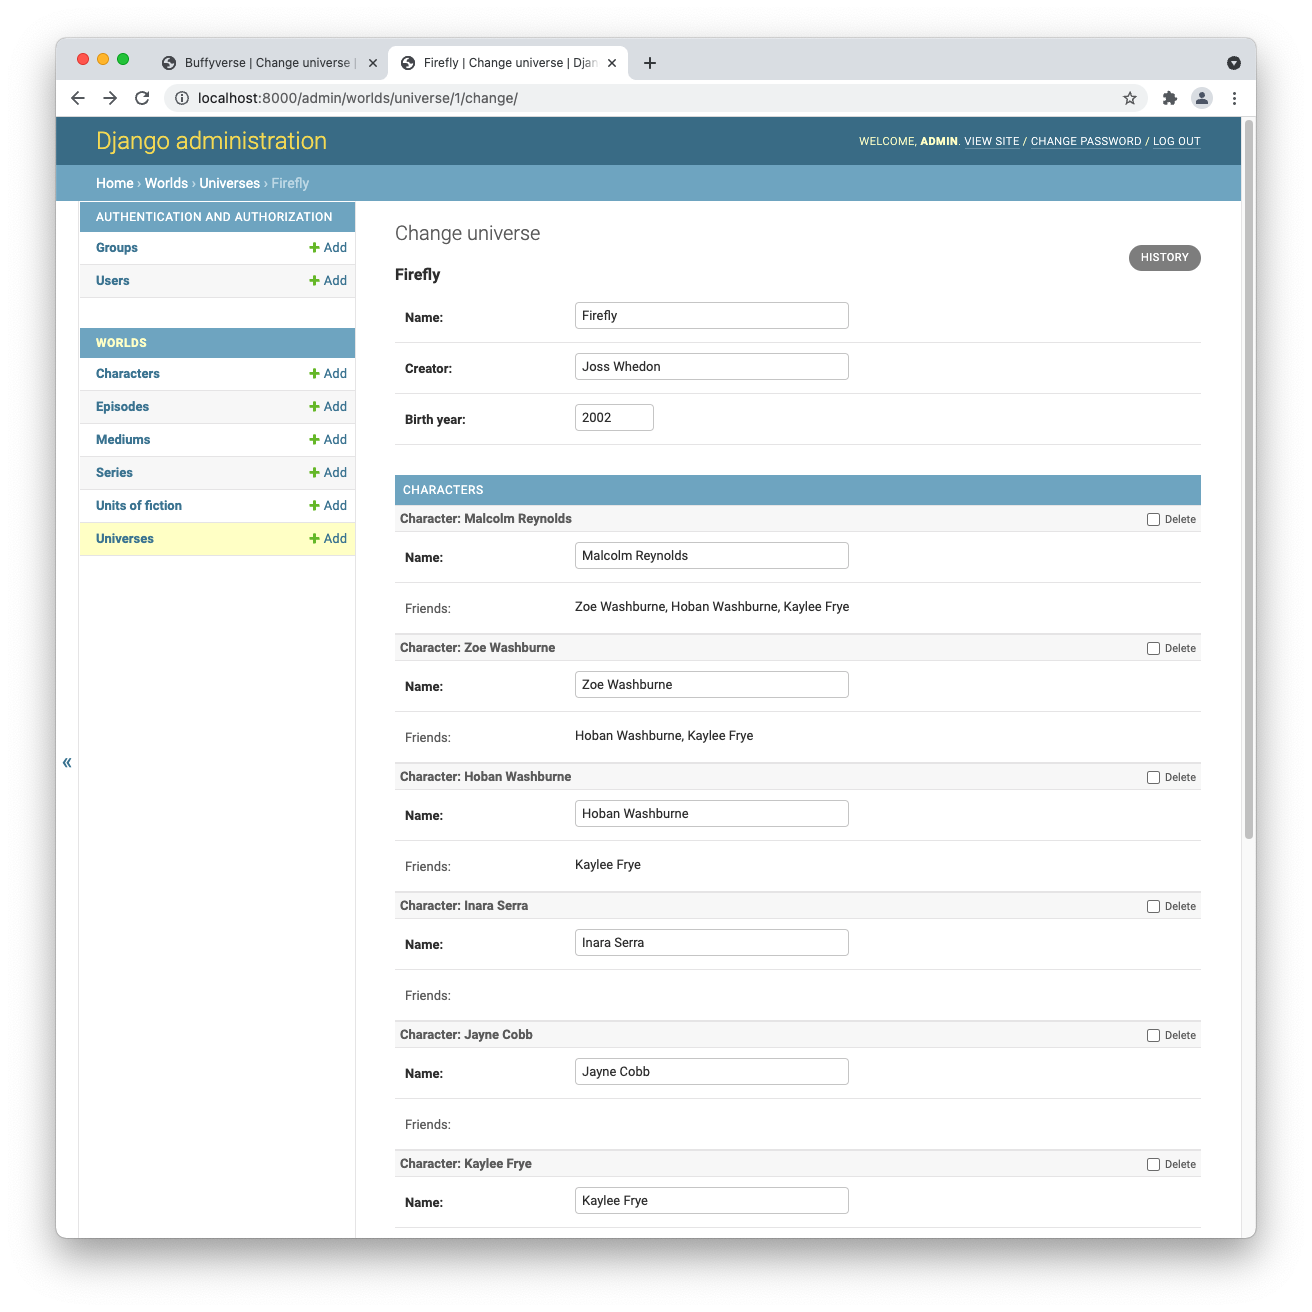 Buffyverse | Change universe |
Firefly | Change universe | Djan
localhost:8000/admin/worlds/universe/1/change/
Django administration
WELCOME, ADMIN. VIEW SITE / CHANGE PASSWORD / LOG OUT
Home › Worlds › Universes › Firefly
AUTHENTICATION AND AUTHORIZATION
Groups + Add
Users + Add
WORLDS
Characters + Add
Episodes + Add
Mediums + Add
Series + Add
Units of fiction + Add
Universes + Add
«
Change universe
HISTORY
Firefly
Name: Firefly
Creator: Joss Whedon
Birth year: 2002
CHARACTERS
Character: Malcolm Reynolds Delete
Name: Malcolm Reynolds
Friends: Zoe Washburne, Hoban Washburne, Kaylee Frye
Character: Zoe Washburne Delete
Name: Zoe Washburne
Friends: Hoban Washburne, Kaylee Frye
Character: Hoban Washburne Delete
Name: Hoban Washburne
Friends: Kaylee Frye
Character: Inara Serra Delete
Name: Inara Serra
Friends:
Character: Jayne Cobb Delete
Name: Jayne Cobb
Friends:
Character: Kaylee Frye Delete
Name: Kaylee Frye